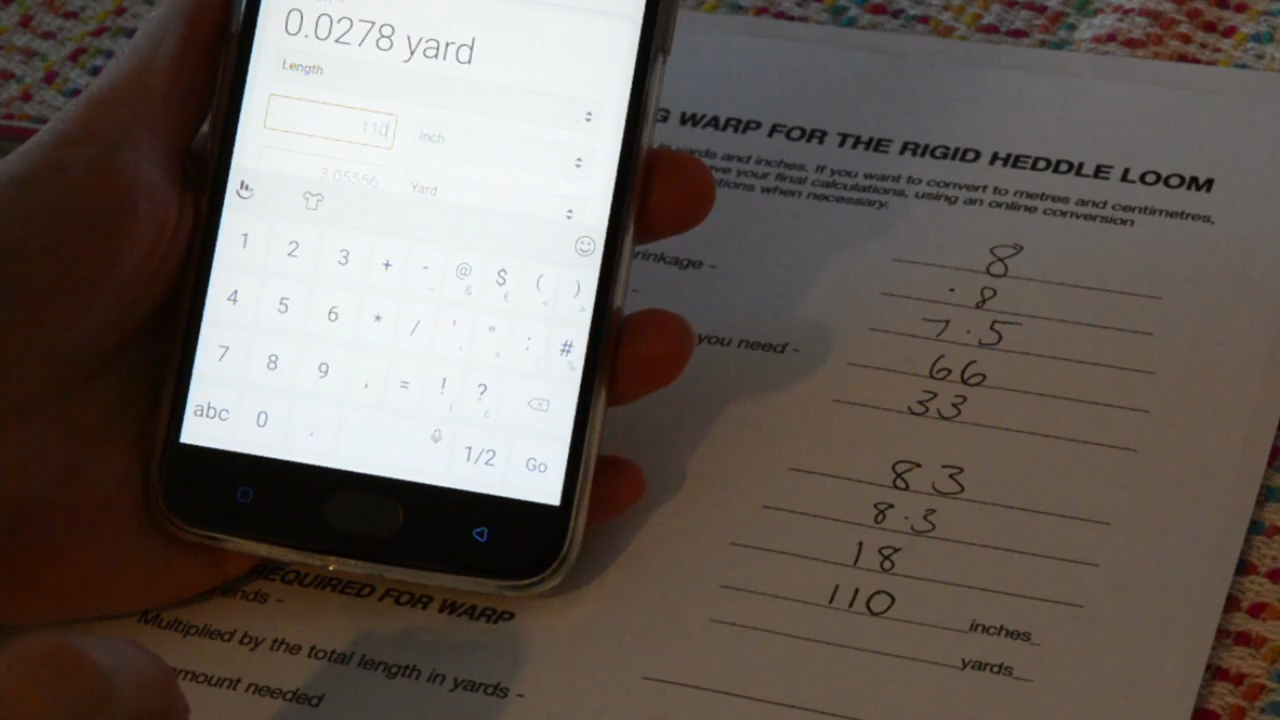 0.0278 yard
Length
110 Inch
3.05556 Yard
1 2 3 + - @ $ ( )
4 5 6 * / ' " : #
7 8 9 , = ! ?
abc 0 . 1/2 Go
G WARP FOR THE RIGID HEDDLE LOOM
in yards and inches. If you want to convert to metres and centimetres,
ve your final calculations, using an online conversion
tions when necessary.
rinkage - 8
- .8
7.5
you need - 66
33
83
8.3
18
110 inches
yards
EQUIRED FOR WARP
ends -
Multiplied by the total length in yards -
mount needed